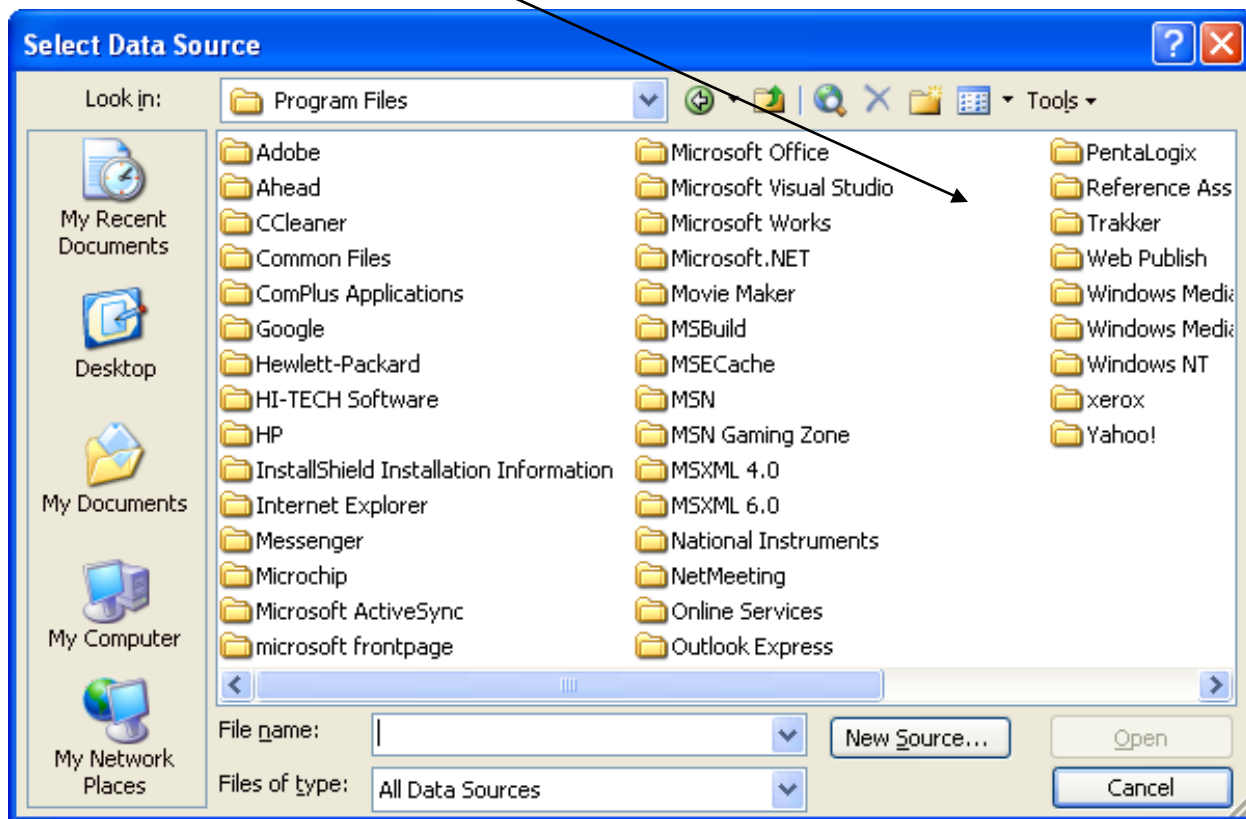 Select Data Source
Look in:
Program Files
Tools
My Recent
Documents
Desktop
My Documents
My Computer
My Network
Places
Adobe
Ahead
CCleaner
Common Files
ComPlus Applications
Google
Hewlett-Packard
HI-TECH Software
HP
InstallShield Installation Information
Internet Explorer
Messenger
Microchip
Microsoft ActiveSync
microsoft frontpage
Microsoft Office
Microsoft Visual Studio
Microsoft Works
Microsoft.NET
Movie Maker
MSBuild
MSECache
MSN
MSN Gaming Zone
MSXML 4.0
MSXML 6.0
National Instruments
NetMeeting
Online Services
Outlook Express
PentaLogix
Reference Ass
Trakker
Web Publish
Windows Media
Windows Media
Windows NT
xerox
Yahoo!
File name:
New Source...
Open
Files of type:
All Data Sources
Cancel